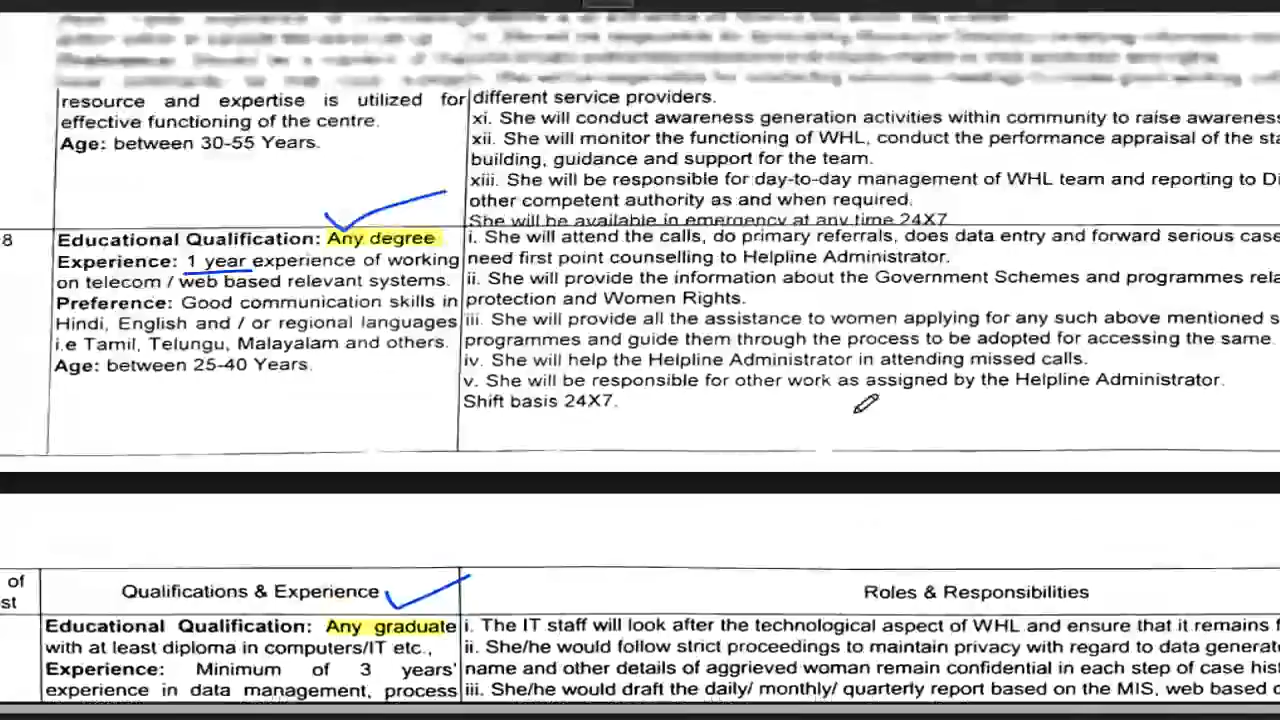 resource and expertise is utilized for
effective functioning of the centre.
Age: between 30-55 Years.
different service providers.
xi. She will conduct awareness generation activities within community to raise awareness
xii. She will monitor the functioning of WHL, conduct the performance appraisal of the sta
building, guidance and support for the team.
xiii. She will be responsible for day-to-day management of WHL team and reporting to Di
other competent authority as and when required.
She will be available in emergency at any time 24X7
8
Educational Qualification: Any degree
Experience: 1 year experience of working
on telecom / web based relevant systems.
Preference: Good communication skills in
Hindi, English and / or regional languages
i.e Tamil, Telungu, Malayalam and others.
Age: between 25-40 Years.
i. She will attend the calls, do primary referrals, does data entry and forward serious case
need first point counselling to Helpline Administrator.
ii. She will provide the information about the Government Schemes and programmes rela
protection and Women Rights.
iii. She will provide all the assistance to women applying for any such above mentioned s
programmes and guide them through the process to be adopted for accessing the same.
iv. She will help the Helpline Administrator in attending missed calls.
v. She will be responsible for other work as assigned by the Helpline Administrator.
Shift basis 24X7.
of
st
Qualifications & Experience
Roles & Responsibilities
Educational Qualification: Any graduate
with at least diploma in computers/IT etc.,
Experience: Minimum of 3 years'
experience in data management, process
i. The IT staff will look after the technological aspect of WHL and ensure that it remains f
ii. She/he would follow strict proceedings to maintain privacy with regard to data generat
name and other details of aggrieved woman remain confidential in each step of case his
iii. She/he would draft the daily/ monthly/ quarterly report based on the MIS, web based